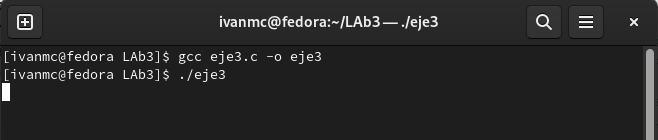 ivanmc@fedora:~/LAb3 — ./eje3
[ivanmc@fedora LAb3]$ gcc eje3.c -o eje3
[ivanmc@fedora LAb3]$ ./eje3